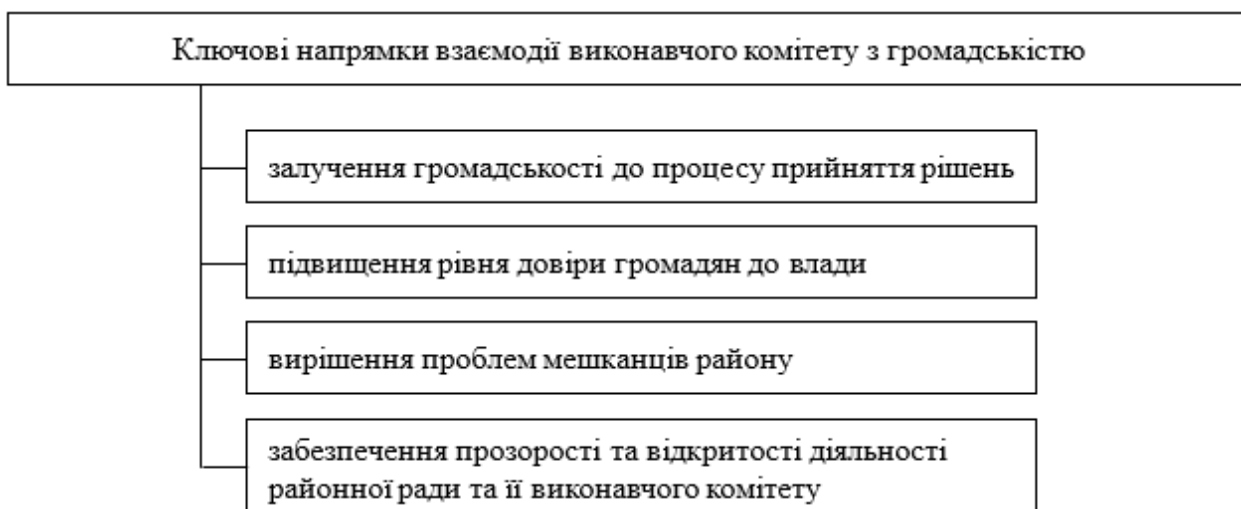 Ключові напрямки взаємодії виконавчого комітету з громадськістю
залучення громадськості до процесу прийняття рішень
підвищення рівня довіри громадян до влади
вирішення проблем мешканців району
забезпечення прозорості та відкритості діяльності
районної ради та її виконавчого комітету